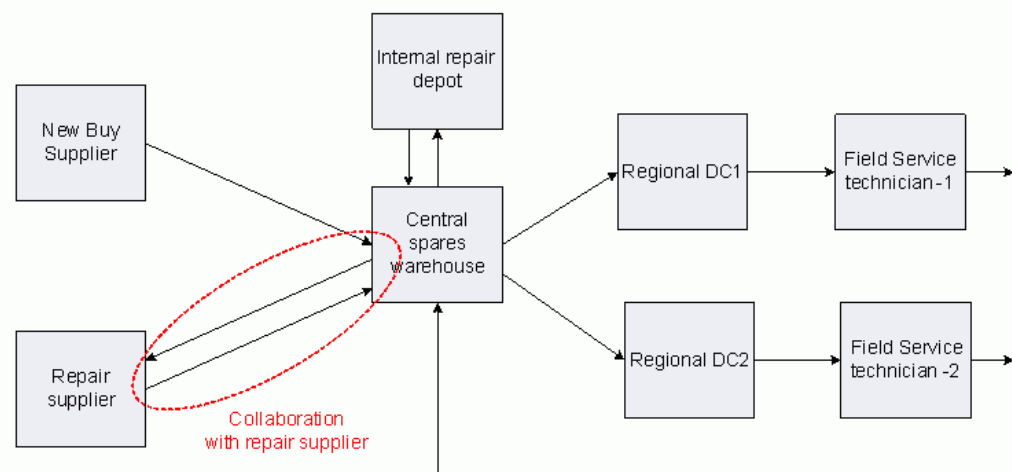 Internal repair
depot
New Buy
Supplier
Central
spares
warehouse
Regional DC1
Field Service
technician-1
Repair
supplier
Collaboration
with repair supplier
Regional DC2
Field Service
technician -2